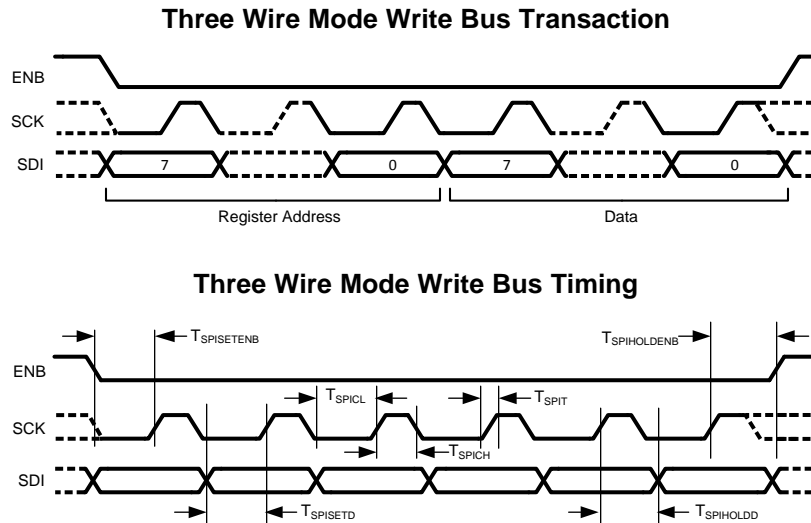 Three Wire Mode Write Bus Transaction
ENB
SCK
SDI
7
0
7
0
Register Address
Data
Three Wire Mode Write Bus Timing
TSPISETENB
TSPIHOLDENB
ENB
TSPICL
TSPIT
SCK
TSPICH
SDI
TSPISETD
TSPIHOLDD